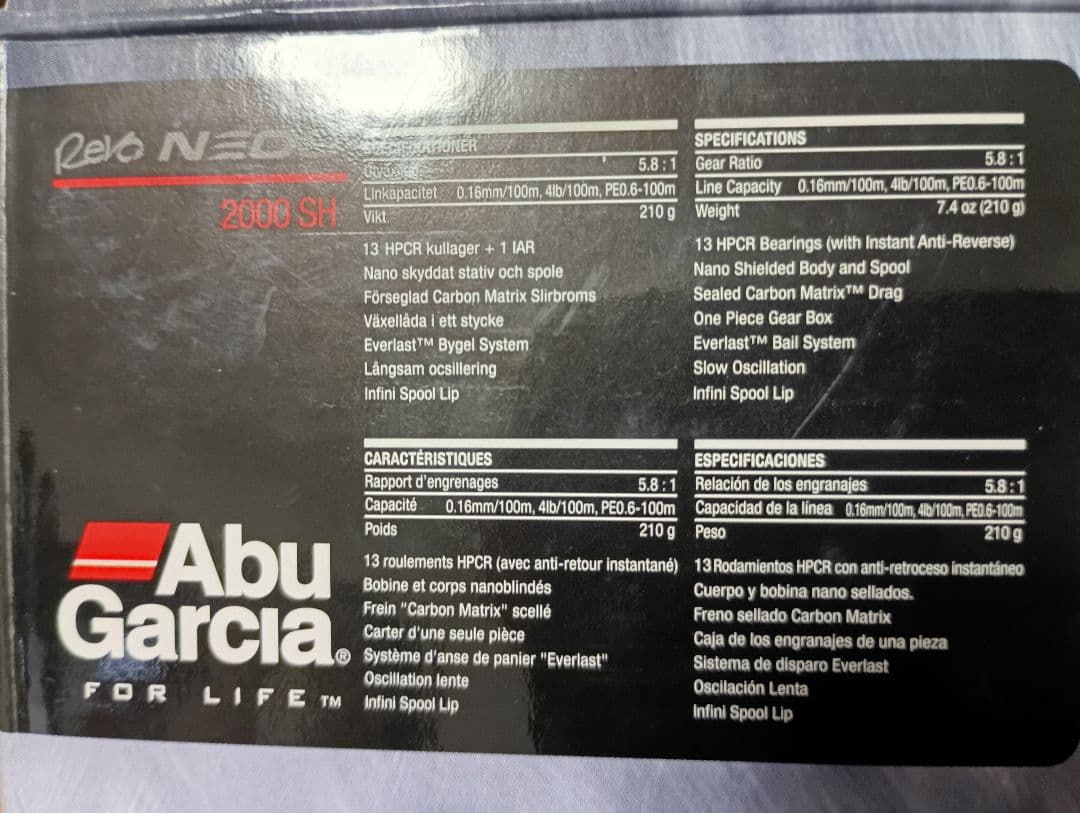 Revo NEO
2000 SH
SPECIFIKATIONER
Utväxling 5.8:1
Linkapacitet 0.16mm/100m, 4lb/100m, PE0.6-100m
Vikt 210 g
13 HPCR kullager + 1 IAR
Nano skyddat stativ och spole
Förseglad Carbon Matrix Slirbroms
Växellåda i ett stycke
Everlast™ Bygel System
Långsam ocsillering
Infini Spool Lip
SPECIFICATIONS
Gear Ratio 5.8:1
Line Capacity 0.16mm/100m, 4lb/100m, PE0.6-100m
Weight 7.4 oz (210 g)
13 HPCR Bearings (with Instant Anti-Reverse)
Nano Shielded Body and Spool
Sealed Carbon Matrix™ Drag
One Piece Gear Box
Everlast™ Bail System
Slow Oscillation
Infini Spool Lip
CARACTÉRISTIQUES
Rapport d'engrenages 5.8:1
Capacité 0.16mm/100m, 4lb/100m, PE0.6-100m
Poids 210 g
13 roulements HPCR (avec anti-retour instantané)
Bobine et corps nanoblindés
Frein "Carbon Matrix" scellé
Carter d'une seule pièce
Système d'anse de panier "Everlast"
Oscillation lente
Infini Spool Lip
ESPECIFICACIONES
Relación de los engranajes 5.8:1
Capacidad de la línea 0.16mm/100m, 4lb/100m, PE0.6-100m
Peso 210 g
13 Rodamientos HPCR con anti-retroceso instantáneo
Cuerpo y bobina nano sellados.
Freno sellado Carbon Matrix
Caja de los engranajes de una pieza
Sistema de disparo Everlast
Oscilación Lenta
Infini Spool Lip
Abu
Garcia®
FOR LIFE™